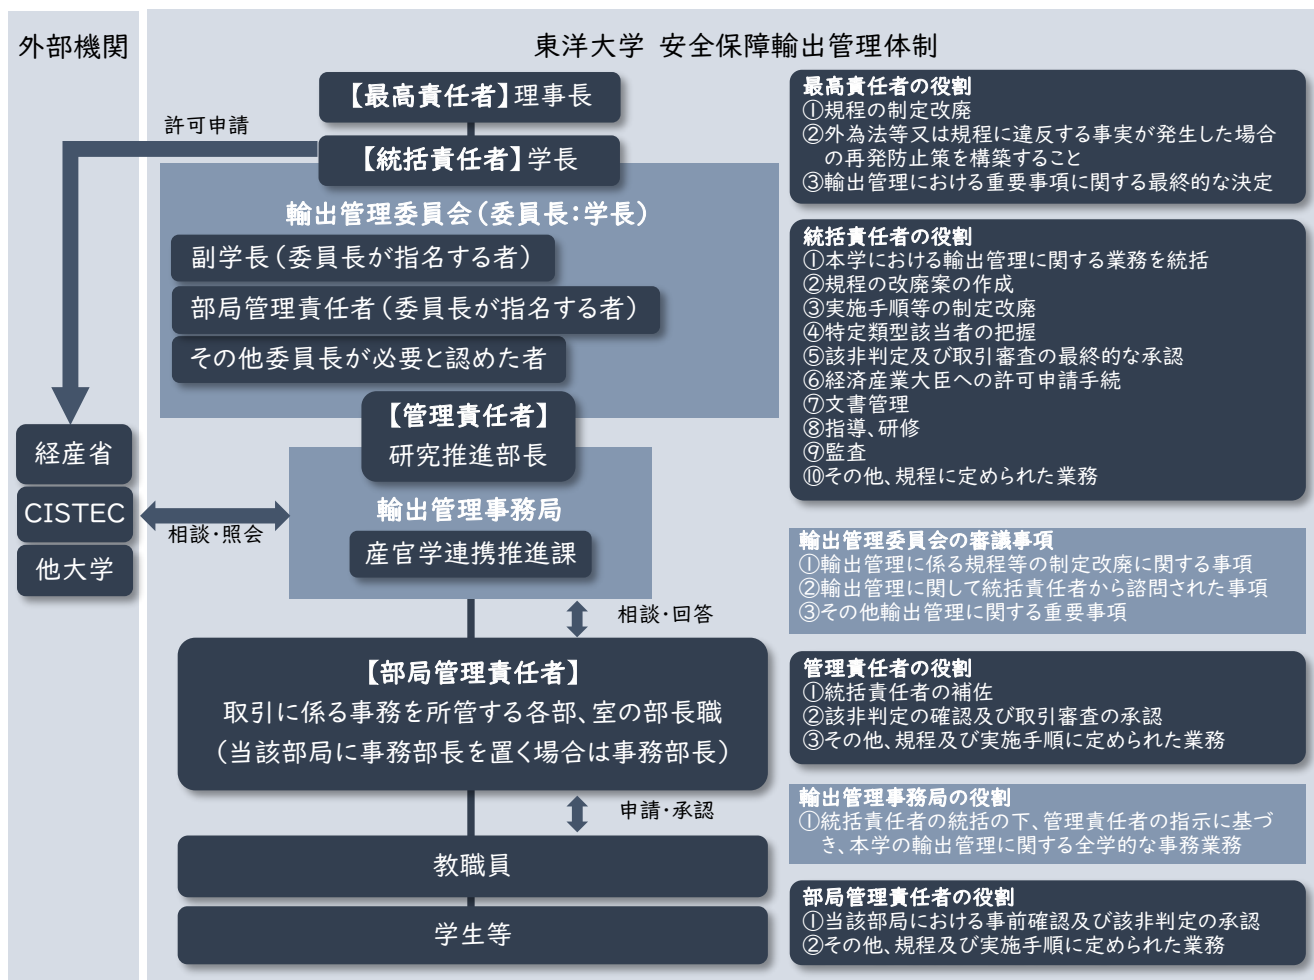 外部機関
東洋大学 安全保障輸出管理体制
【最高責任者】理事長
許可申請
【統括責任者】学長
輸出管理委員会（委員長：学長）
副学長（委員長が指名する者）
部局管理責任者（委員長が指名する者）
その他委員長が必要と認めた者
【管理責任者】
研究推進部長
経産省
CISTEC
他大学
相談・照会
輸出管理事務局
産官学連携推進課
相談・回答
【部局管理責任者】
取引に係る事務を所管する各部、室の部長職
（当該部局に事務部長を置く場合は事務部長）
申請・承認
教職員
学生等
最高責任者の役割
①規程の制定改廃
②外為法等又は規程に違反する事実が発生した場合
の再発防止策を構築すること
③輸出管理における重要事項に関する最終的な決定
統括責任者の役割
①本学における輸出管理に関する業務を統括
②規程の改廃案の作成
③実施手順等の制定改廃
④特定類型該当者の把握
⑤該非判定及び取引審査の最終的な承認
⑥経済産業大臣への許可申請手続
⑦文書管理
⑧指導、研修
⑨監査
⑩その他、規程に定められた業務
輸出管理委員会の審議事項
①輸出管理に係る規程等の制定改廃に関する事項
②輸出管理に関して統括責任者から諮問された事項
③その他輸出管理に関する重要事項
管理責任者の役割
①統括責任者の補佐
②該非判定の確認及び取引審査の承認
③その他、規程及び実施手順に定められた業務
輸出管理事務局の役割
①統括責任者の統括の下、管理責任者の指示に基づ
き、本学の輸出管理に関する全学的な事務業務
部局管理責任者の役割
①当該部局における事前確認及び該非判定の承認
②その他、規程及び実施手順に定められた業務